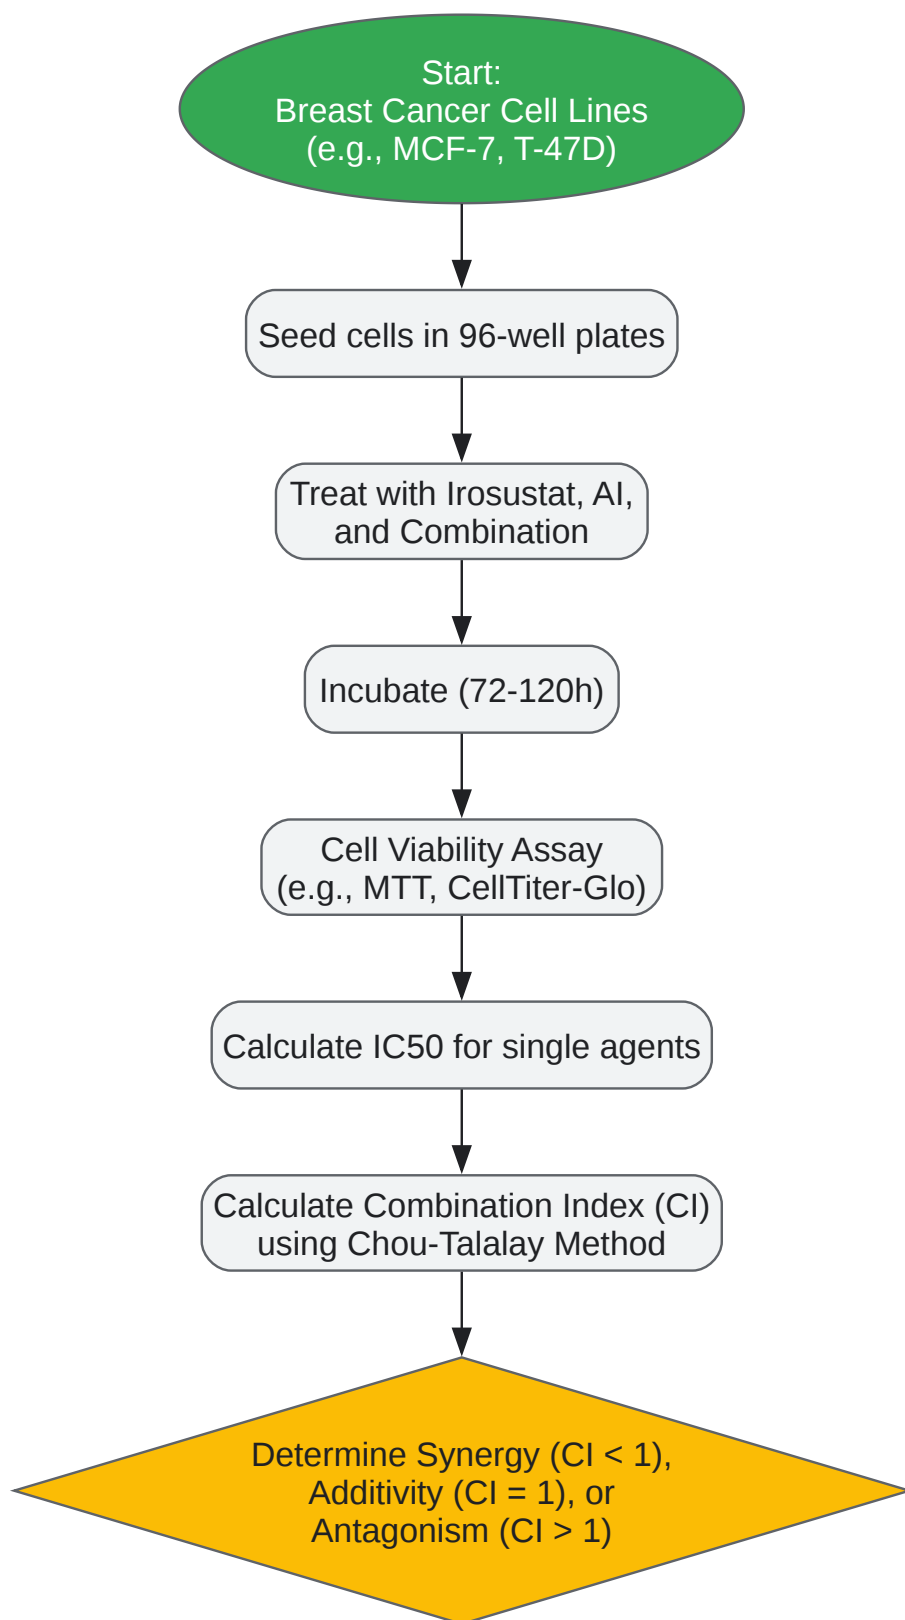 Start:
Breast Cancer Cell Lines
(e.g., MCF-7, T-47D)
Seed cells in 96-well plates
Treat with Irosustat, AI,
and Combination
Incubate (72-120h)
Cell Viability Assay
(e.g., MTT, CellTiter-Glo)
Calculate IC50 for single agents
Calculate Combination Index (CI)
using Chou-Talalay Method
Determine Synergy (CI < 1),
Additivity (CI = 1), or
Antagonism (CI > 1)